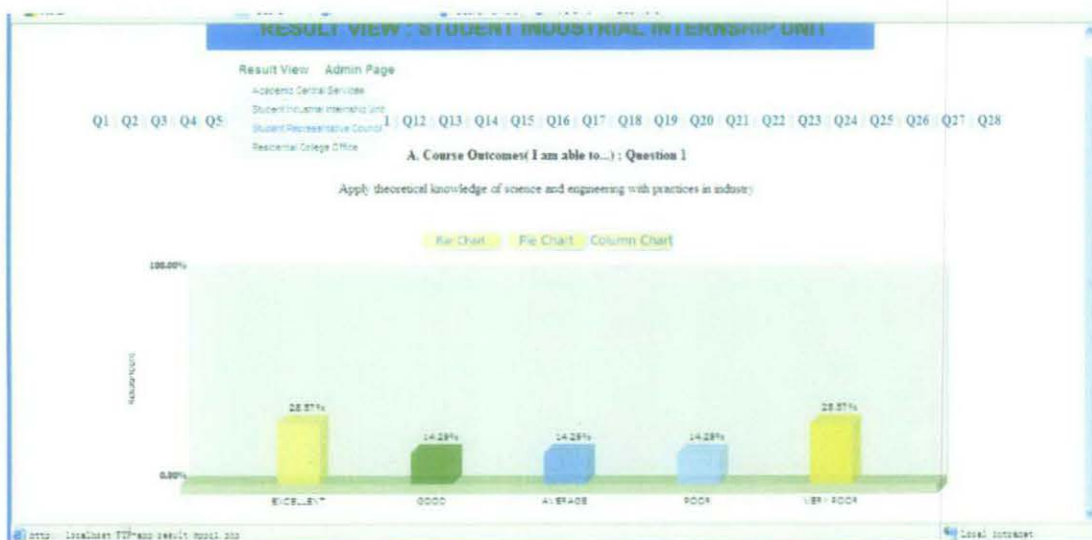 RESULT VIEW : STUDENT INDUSTRIAL INTERNSHIP UNIT
Result View Admin Page
Academic Central Services
Student Industrial Internship Unit
Q1 Q2 Q3 Q4 Q5 1 Q12 Q13 Q14 Q15 Q16 Q17 Q18 Q19 Q20 Q21 Q22 Q23 Q24 Q25 Q26 Q27 Q28
Student Representative Council
Residential College Office
A. Course Outcomes( I am able to...) ; Question 1
Apply theoretical knowledge of science and engineering with practices in industry
Bar Chart Pie Chart Column Chart
100.00%
28.57% 14.29% 14.29% 14.29% 28.57%
0.00%
EXCELLENT GOOD AVERAGE POOR VERY POOR
Local intranet